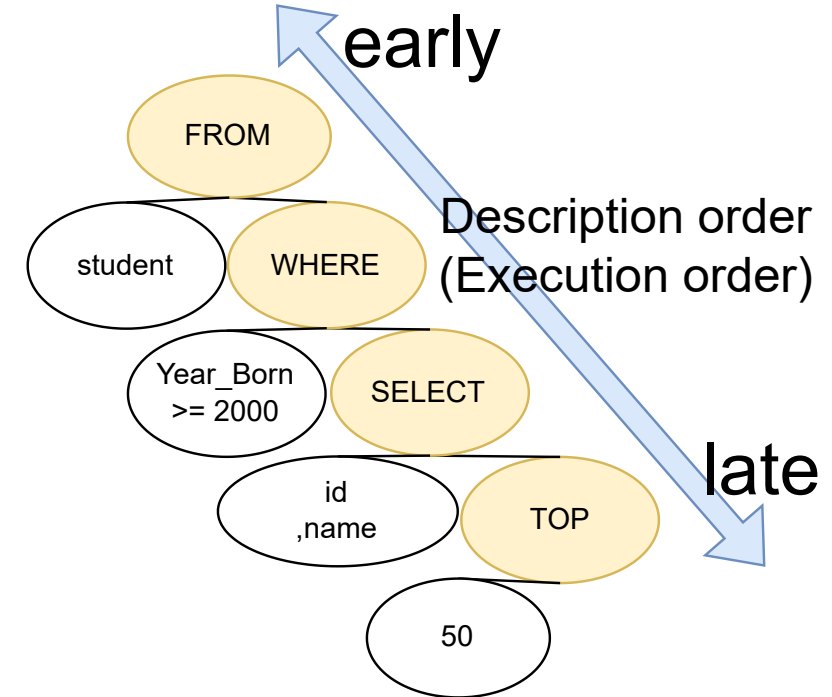 early
FROM
Description order
(Execution order)
student
WHERE
Year_Born
>= 2000
SELECT
late
id
,name
TOP
50